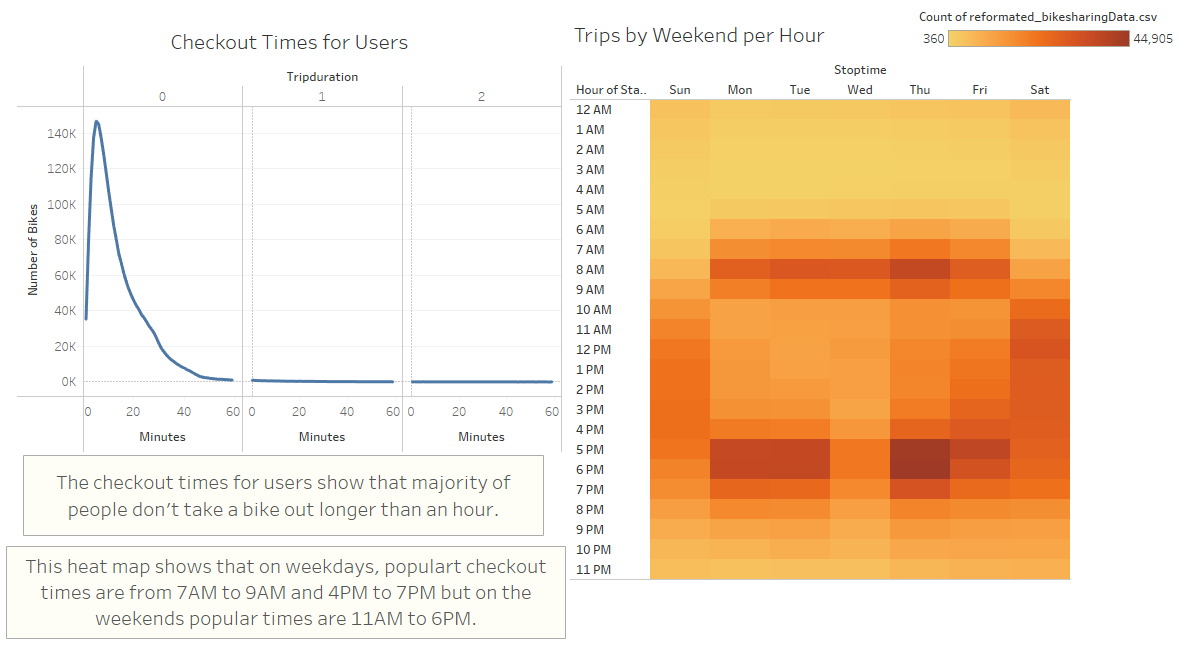 Checkout Times for Users
Tripduration
0 1 2
140K
120K
100K
80K
60K
40K
20K
0K
Number of Bikes
0 20 40 60 0 20 40 60 0 20 40 60
Minutes Minutes Minutes
The checkout times for users show that majority of
people don't take a bike out longer than an hour.
This heat map shows that on weekdays, populart checkout
times are from 7AM to 9AM and 4PM to 7PM but on the
weekends popular times are 11AM to 6PM.
Count of reformated_bikesharingData.csv
360 44,905
Trips by Weekend per Hour
Stoptime
Hour of Sta.. Sun Mon Tue Wed Thu Fri Sat
12 AM
1 AM
2 AM
3 AM
4 AM
5 AM
6 AM
7 AM
8 AM
9 AM
10 AM
11 AM
12 PM
1 PM
2 PM
3 PM
4 PM
5 PM
6 PM
7 PM
8 PM
9 PM
10 PM
11 PM